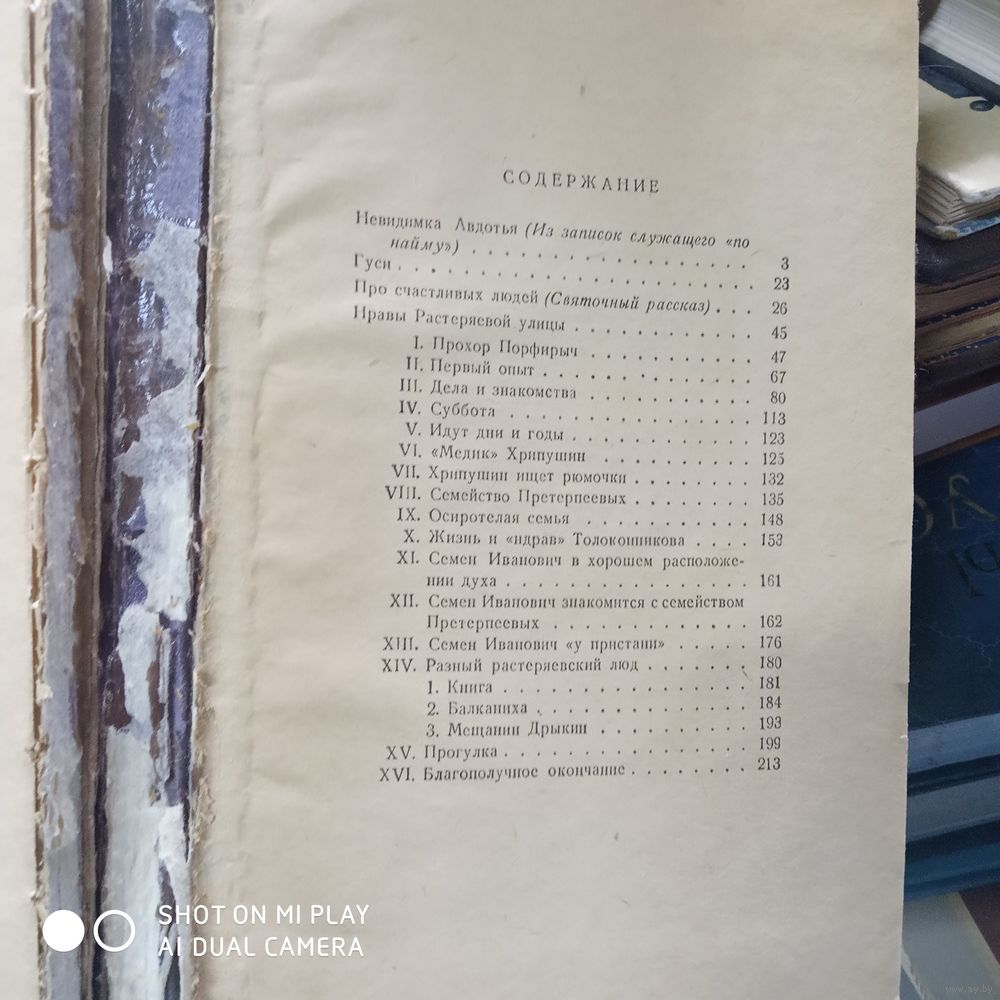 СОДЕРЖАНИЕ
Невидимка Авдотья (Из записок служащего «по
найму») . . . . . . . . . . . . . . . . . . 3
Гуси . . . . . . . . . . . . . . . . . . . . 23
Про счастливых людей (Святочный рассказ) . . . 26
Нравы Растеряевой улицы . . . . . . . . . . . 45
I. Прохор Порфирыч . . . . . . . . . . 47
II. Первый опыт . . . . . . . . . . . . . 67
III. Дела и знакомства . . . . . . . . . . 80
IV. Суббота . . . . . . . . . . . . . . . 113
V. Идут дни и годы . . . . . . . . . . . 123
VI. «Медик» Хрипушин . . . . . . . . . 125
VII. Хрипушин ищет рюмочки . . . . . . . 132
VIII. Семейство Претерпеевых . . . . . . . 135
IX. Осиротелая семья . . . . . . . . . . 148
X. Жизнь и «ндрав» Толоконникова . . . . 153
XI. Семен Иванович в хорошем расположе-
нии духа . . . . . . . . . . . . . . . 161
XII. Семен Иванович знакомится с семейством
Претерпеевых . . . . . . . . . . . . 162
XIII. Семен Иванович «у пристани» . . . . . 176
XIV. Разный растеряевский люд . . . . . . . 180
1. Книга . . . . . . . . . . . . . . . 181
2. Балканиха . . . . . . . . . . . . . 184
3. Мещанин Дрыкин . . . . . . . . . 193
XV. Прогулка . . . . . . . . . . . . . . . 199
XVI. Благополучное окончание . . . . . . . 213
SHOT ON MI PLAY
AI DUAL CAMERA
www.ay.by